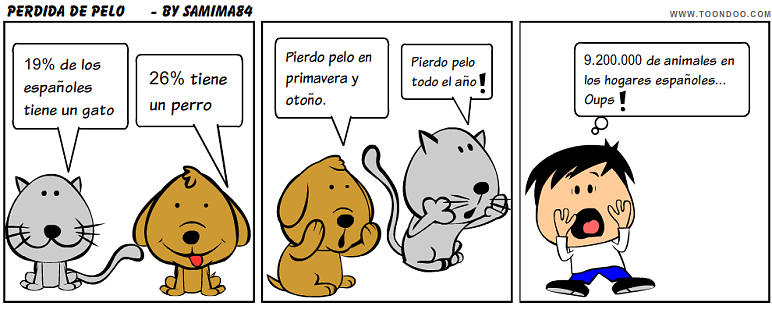 PERDIDA DE PELO - BY SAMIMA84
WWW.TOONDOO.COM
19% de los
españoles
tiene un gato
26% tiene
un perro
Pierdo pelo en
primavera y
otoño.
Pierdo pelo
todo el año!
9.200.000 de animales en
los hogares españoles...
Oups !